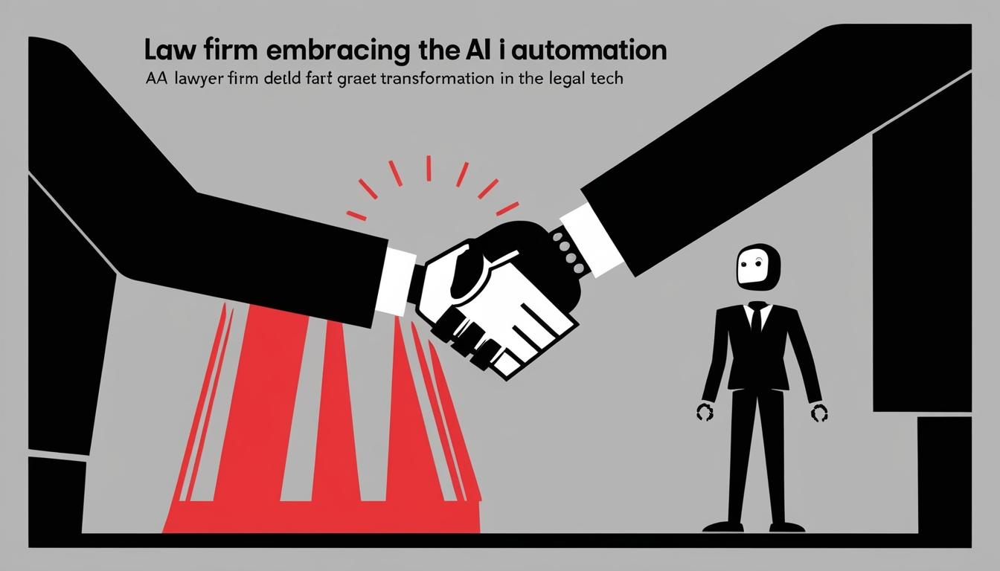 Law firm embracing the AI i automation
AA lawyer firm detld fart graet transformation in the legal tech